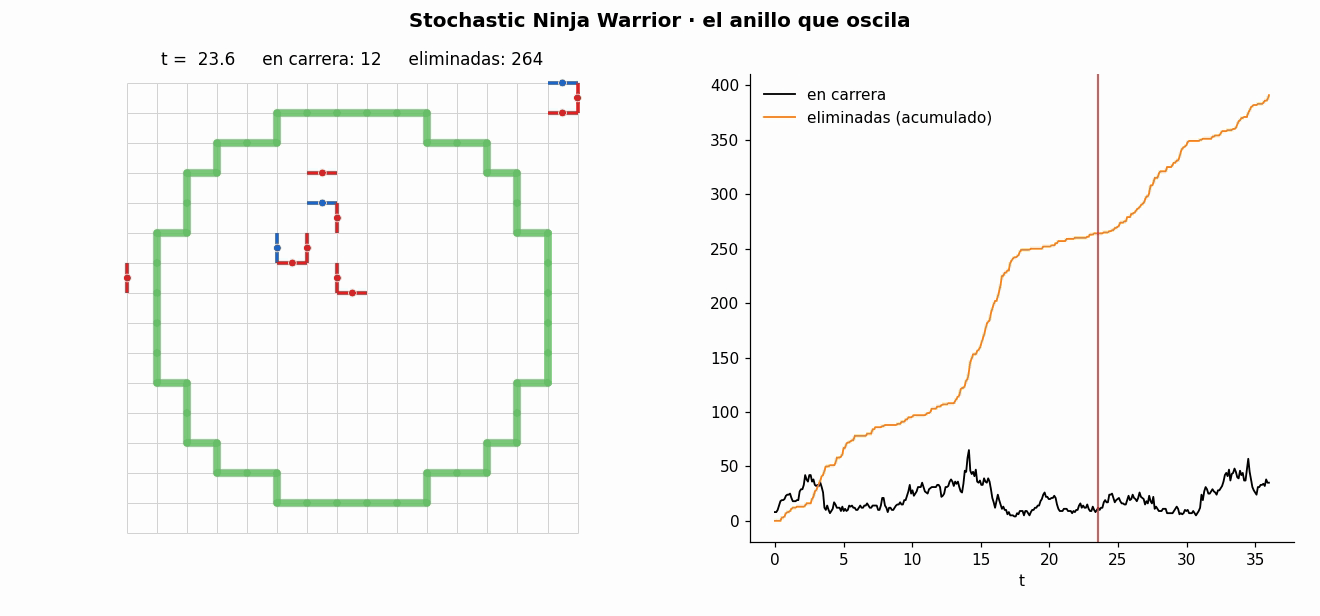 Stochastic Ninja Warrior · el anillo que oscila
t =  23.6     en carrera: 12     eliminadas: 264
en carrera
eliminadas (acumulado)
400
350
300
250
200
150
100
50
0
0 5 10 15 20 25 30 35
t